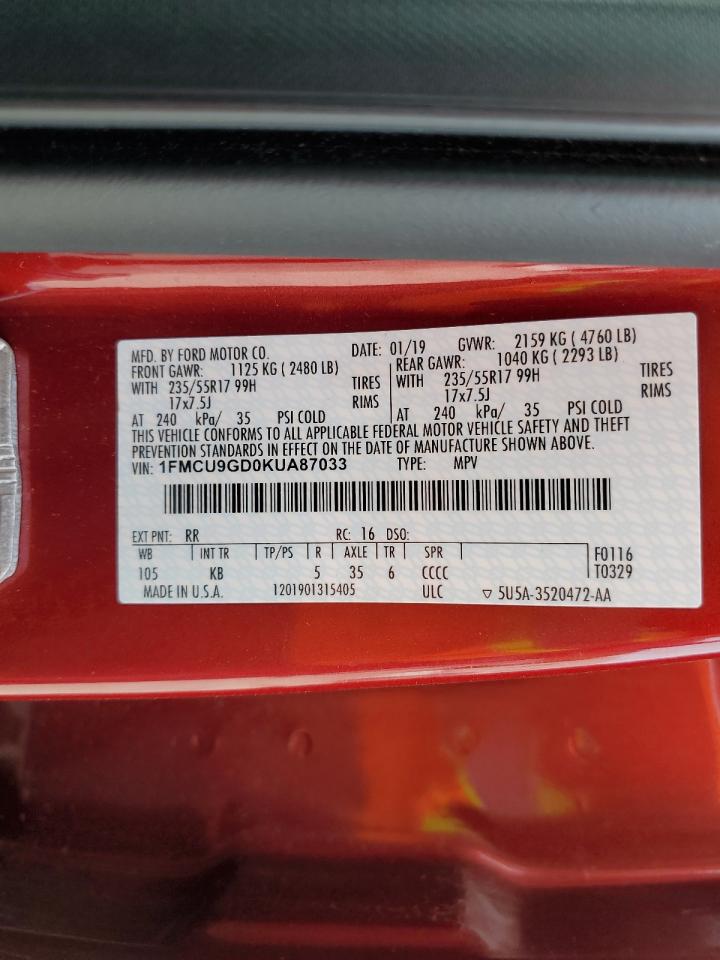 MFD. BY FORD MOTOR CO. DATE: 01/19 GVWR: 2159 KG ( 4760 LB)
FRONT GAWR: 1125 KG ( 2480 LB) REAR GAWR: 1040 KG ( 2293 LB)
WITH 235/55R17 99H TIRES WITH 235/55R17 99H TIRES
17x7.5J RIMS 17x7.5J RIMS
AT 240 kPa/ 35 PSI COLD AT 240 kPa/ 35 PSI COLD
THIS VEHICLE CONFORMS TO ALL APPLICABLE FEDERAL MOTOR VEHICLE SAFETY AND THEFT
PREVENTION STANDARDS IN EFFECT ON THE DATE OF MANUFACTURE SHOWN ABOVE.
VIN: 1FMCU9GD0KUA87033 TYPE: MPV
EXT PNT: RR RC: 16 DSO:
WB INT TR TP/PS R AXLE TR SPR F0116
105 KB 5 35 6 CCCC T0329
MADE IN U.S.A. 1201901315405 ULC ▽ 5U5A-3520472-AA